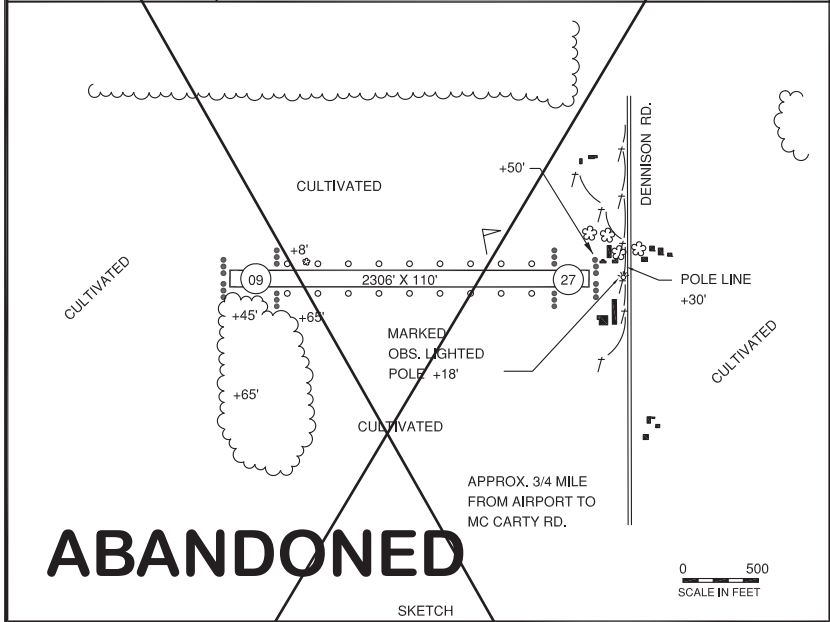 CULTIVATED
+50'
DENNISON RD.
CULTIVATED
+8'
09
2306' X 110'
27
POLE LINE
+30'
+45'
+65'
MARKED
OBS. LIGHTED
POLE +18'
CULTIVATED
+65'
CULTIVATED
APPROX. 3/4 MILE
FROM AIRPORT TO
MC CARTY RD.
ABANDONED
0 500
SCALE IN FEET
SKETCH